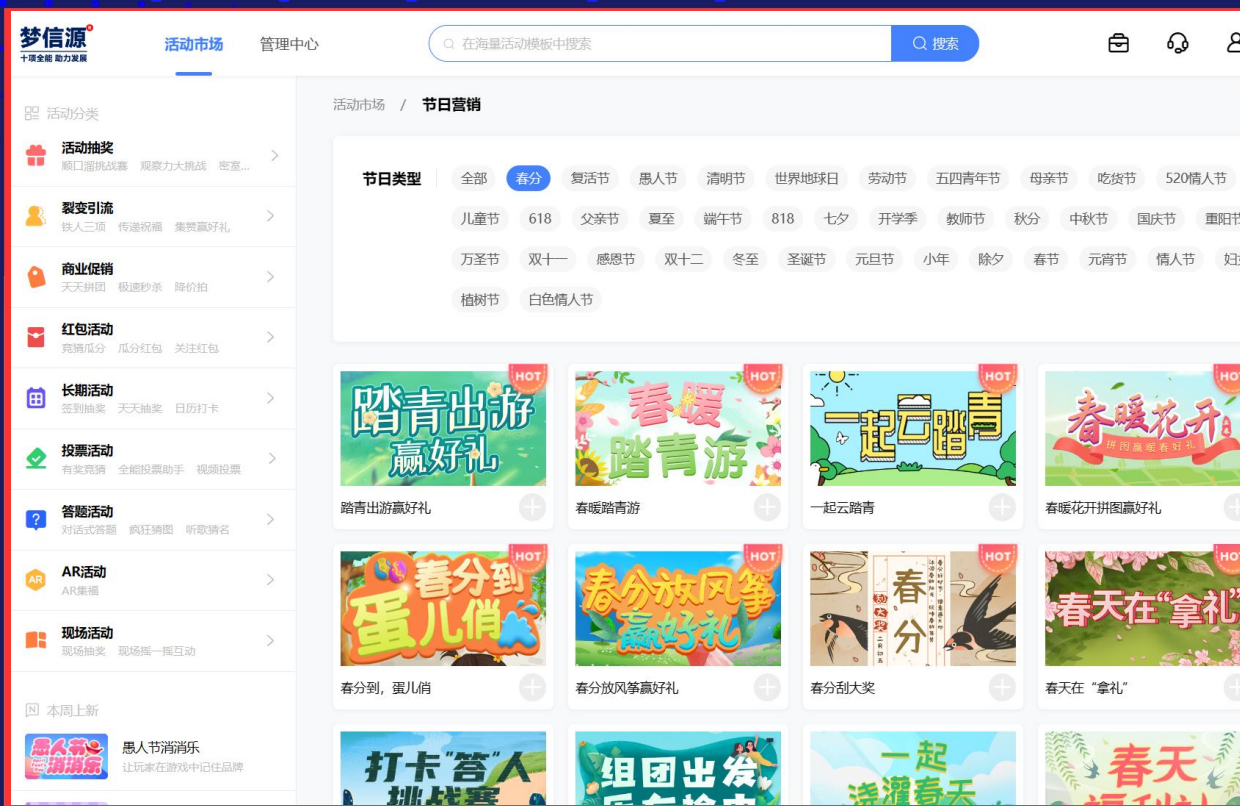 梦信源
十项全能 助力发展
活动市场
管理中心
在海量活动模板中搜索
搜索
活动分类
活动抽奖
顺口溜挑战赛 观察力大挑战 密室...
裂变引流
铁人三项 传递祝福 集赞赢好礼
商业促销
天天拼团 极速秒杀 降价拍
红包活动
竞猜瓜分 瓜分红包 关注红包
长期活动
签到抽奖 天天抽奖 日历打卡
投票活动
有奖竞猜 全能投票助手 视频投票
答题活动
对话式答题 疯狂猜图 听歌猜名
AR
AR活动
AR集福
现场活动
现场抽奖 现场摇一摇互动
本周上新
愚人节
消消乐
愚人节消消乐
让玩家在游戏中记住品牌
活动市场 / 节日营销
节日类型
全部 春分 复活节 愚人节 清明节 世界地球日 劳动节 五四青年节 母亲节 吃货节 520情人节
儿童节 618 父亲节 夏至 端午节 818 七夕 开学季 教师节 秋分 中秋节 国庆节 重阳节
万圣节 双十一 感恩节 双十二 冬至 圣诞节 元旦节 小年 除夕 春节 元宵节 情人节
植树节 白色情人节
HOT
踏青出游
赢好礼
踏青出游赢好礼
HOT
春暖
踏青游
春暖踏青游
HOT
一起云踏青
一起云踏青
HOT
春暖花开
拼图赢暖春好礼
春暖花开拼图赢好礼
HOT
春分到
蛋儿俏
春分到，蛋儿俏
HOT
春分放风筝
赢好礼
春分放风筝赢好礼
HOT
春分
刮大奖
春分刮大奖
HOT
春天在“拿礼”
春天在“拿礼”
打卡"答"人
挑战赛
组团出发
一起
浇灌春天
春天
福利社